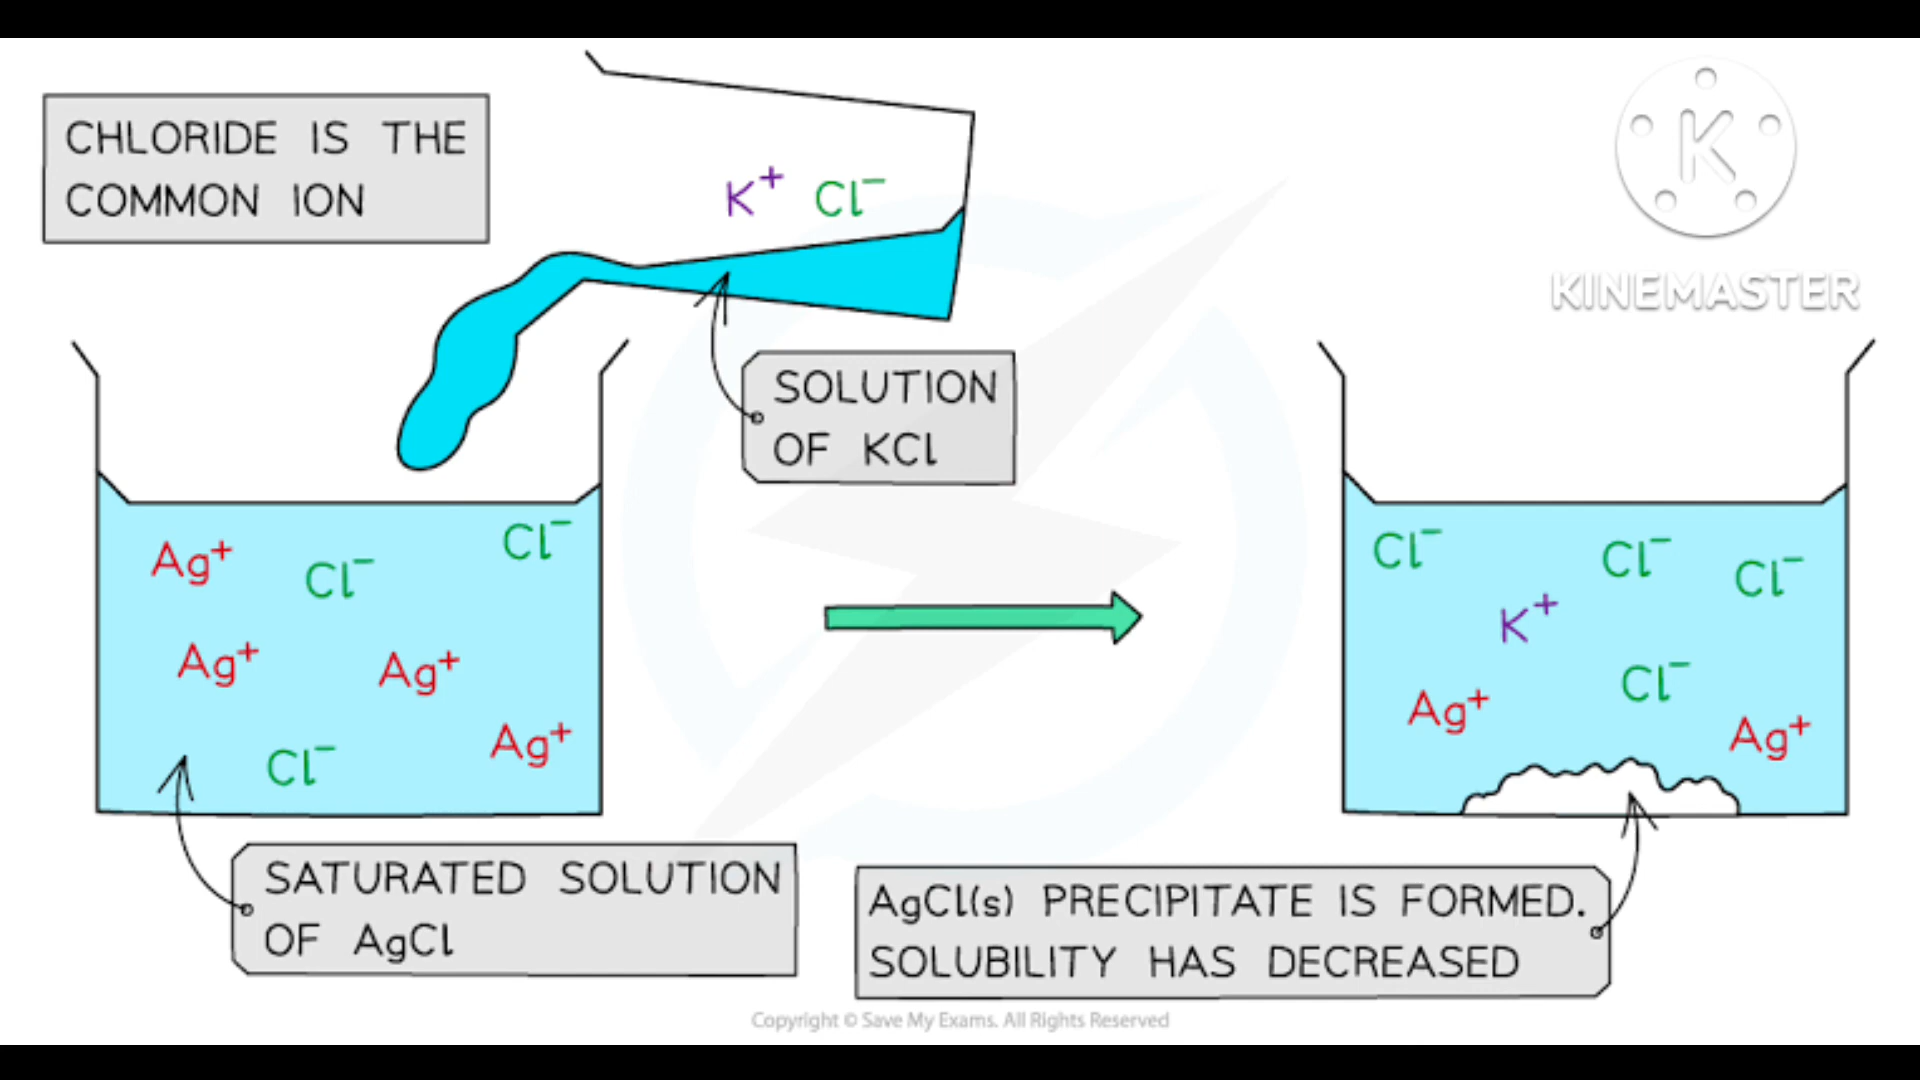 CHLORIDE IS THE
COMMON ION
K⁺ Cl⁻
K
KINEMASTER
SOLUTION
OF KCl
Ag⁺ Cl⁻ Cl⁻
Ag⁺ Ag⁺
Cl⁻ Ag⁺
Cl⁻ Cl⁻ Cl⁻
K⁺
Cl⁻
Ag⁺ Ag⁺
SATURATED SOLUTION
OF AgCl
AgCl(s) PRECIPITATE IS FORMED.
SOLUBILITY HAS DECREASED
Copyright © Save My Exams. All Rights Reserved